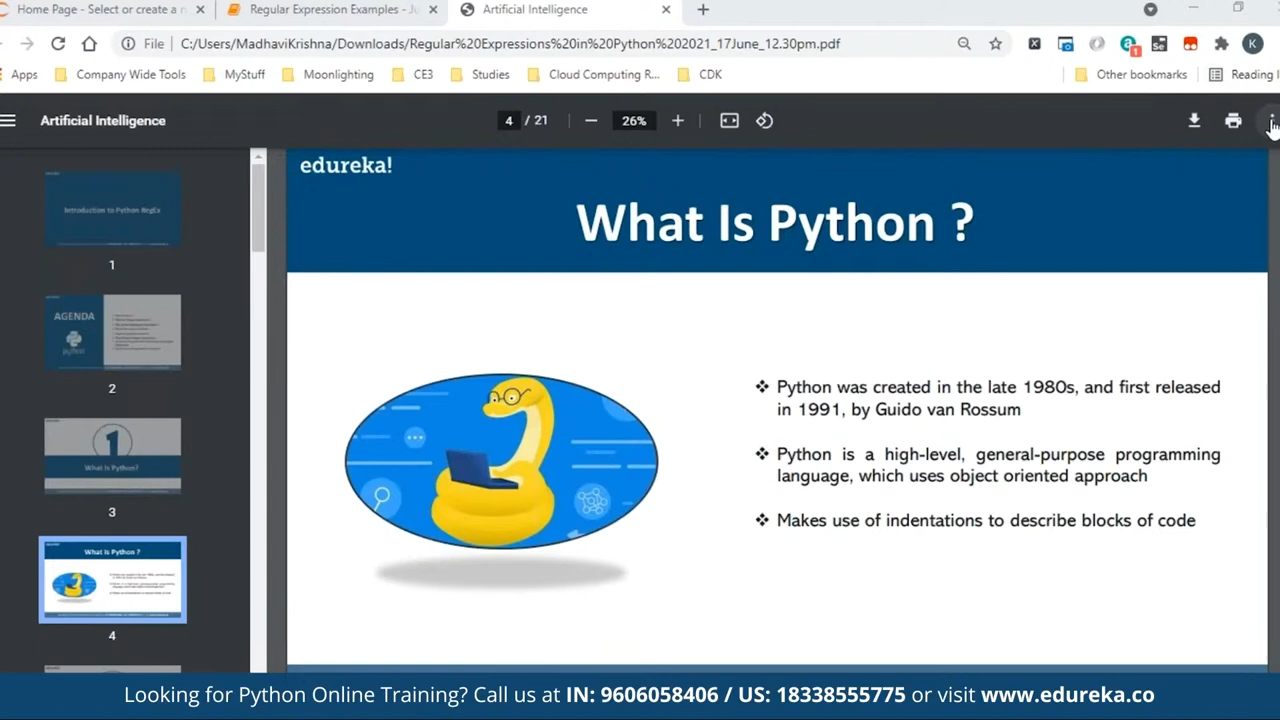 Home Page - Select or create a n
Regular Expression Examples - Ju
Artificial Intelligence
File
C:/Users/MadhaviKrishna/Downloads/Regular%20Expressions%20in%20Python%202021_17June_12.30pm.pdf
Se
1
K
Apps
Company Wide Tools
MyStuff
Moonlighting
CE3
Studies
Cloud Computing R...
CDK
Other bookmarks
Reading l
Artificial Intelligence
4 / 21
26%
edureka!
What Is Python ?
Introduction to Python RegEx
1
AGENDA
python
2
1
What Is Python?
3
What Is Python ?
4
Python was created in the late 1980s, and first released
in 1991, by Guido van Rossum
Python is a high-level, general-purpose programming
language, which uses object oriented approach
Makes use of indentations to describe blocks of code
Looking for Python Online Training? Call us at IN: 9606058406 / US: 18338555775 or visit www.edureka.co